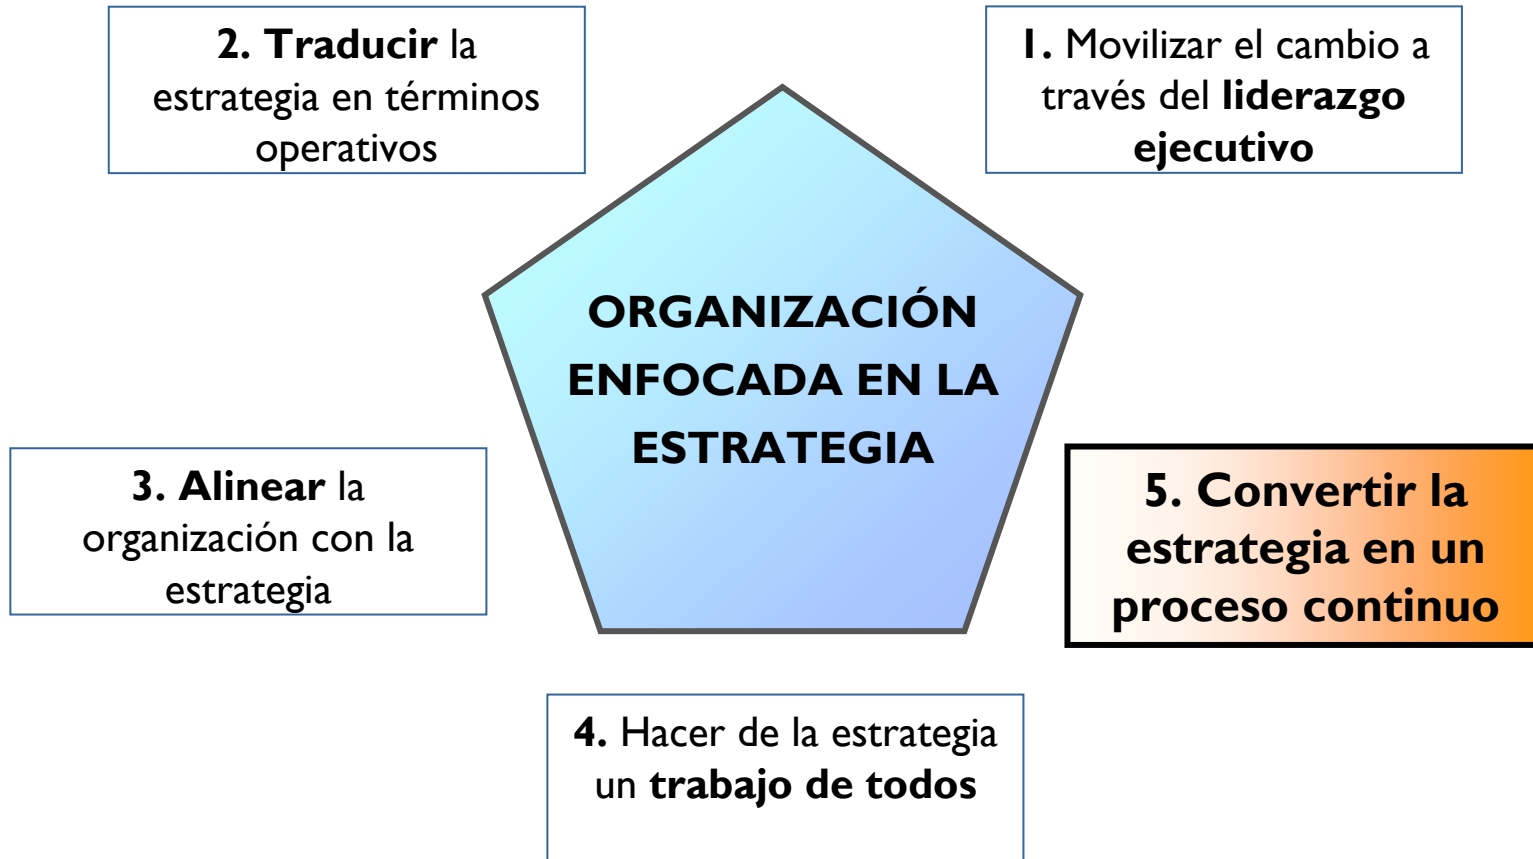 2. Traducir la
estrategia en términos
operativos
1. Movilizar el cambio a
través del liderazgo
ejecutivo
ORGANIZACIÓN
ENFOCADA EN LA
ESTRATEGIA
3. Alinear la
organización con la
estrategia
5. Convertir la
estrategia en un
proceso continuo
4. Hacer de la estrategia
un trabajo de todos